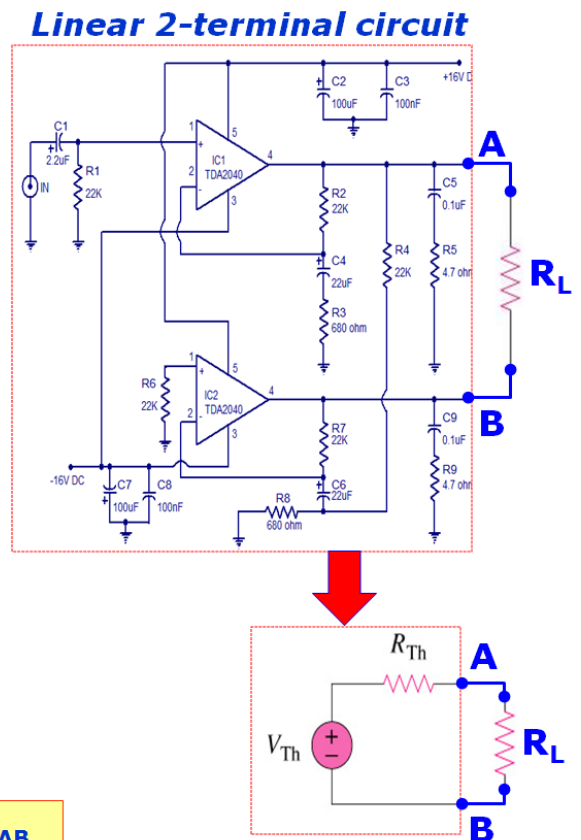 Linear 2-terminal circuit
C2
100uF
C3
100nF
+16V D
C1
2.2uF
1
5
+
IC1
TDA2040
4
2
-
3
A
IN
R1
22K
R2
22K
C5
0.1uF
C4
22uF
R4
22K
R5
4.7 ohm
RL
R3
680 ohm
1
5
+
R6
22K
IC2
TDA2040
4
2
-
3
B
R7
22K
C9
0.1uF
-16V DC
C7
100uF
C8
100nF
C6
22uF
R9
4.7 ohm
R8
680 ohm
RTh
A
VTh
+
−
RL
B
AB